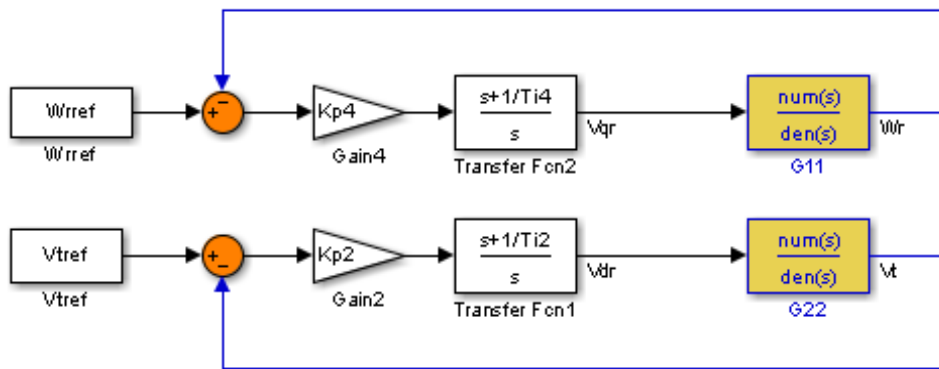 Wrref
Wrref
+
−
Kp4
Gain4
s+1/Ti4
s
Transfer Fcn2
Vqr
num(s)
den(s)
G11
Wr
Vtref
Vtref
+
−
Kp2
Gain2
s+1/Ti2
s
Transfer Fcn1
Vdr
num(s)
den(s)
G22
Vt